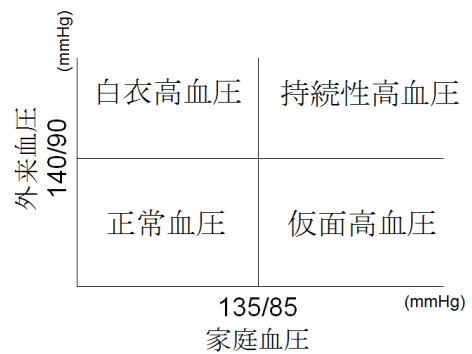 (mmHg)
外来血圧
140/90
白衣高血圧
持続性高血圧
正常血圧
仮面高血圧
135/85
(mmHg)
家庭血圧